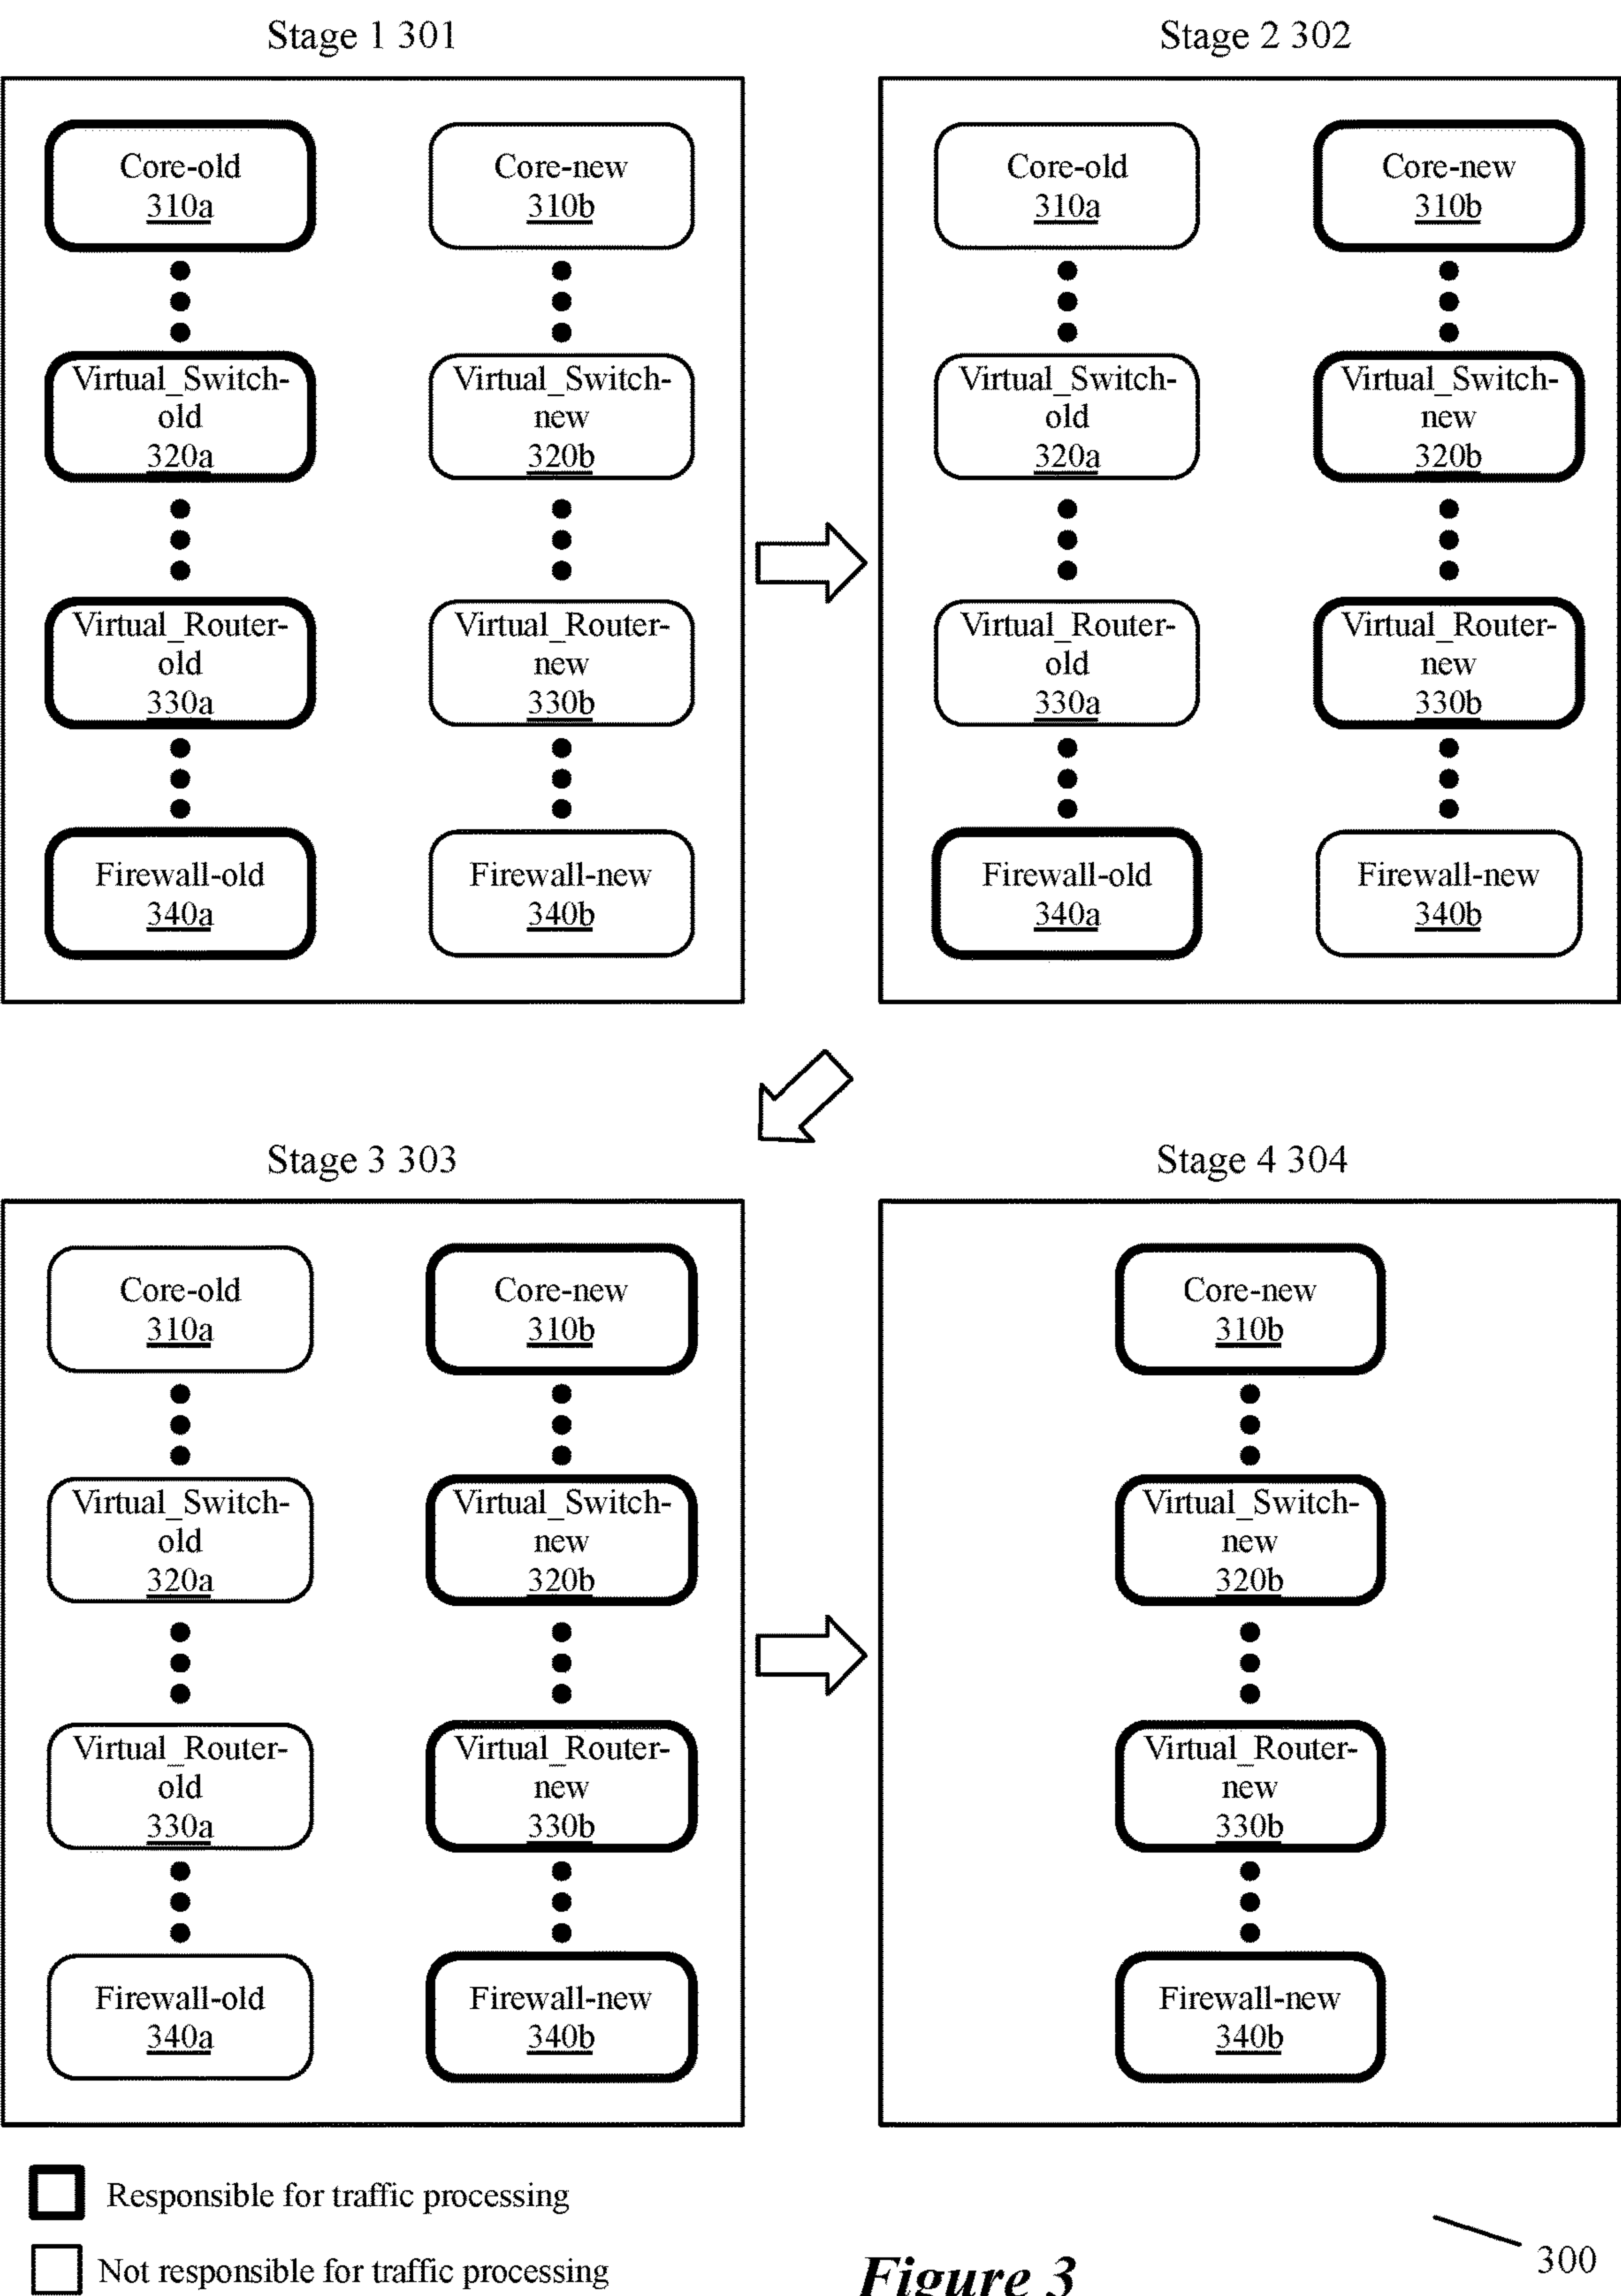 Stage 1 301
Core-old
310a
Core-new
310b
Virtual_Switch-
old
320a
Virtual_Switch-
new
320b
Virtual_Router-
old
330a
Virtual_Router-
new
330b
Firewall-old
340a
Firewall-new
340b
Stage 2 302
Core-old
310a
Core-new
310b
Virtual_Switch-
old
320a
Virtual_Switch-
new
320b
Virtual_Router-
old
330a
Virtual_Router-
new
330b
Firewall-old
340a
Firewall-new
340b
Stage 3 303
Core-old
310a
Core-new
310b
Virtual_Switch-
old
320a
Virtual_Switch-
new
320b
Virtual_Router-
old
330a
Virtual_Router-
new
330b
Firewall-old
340a
Firewall-new
340b
Stage 4 304
Core-new
310b
Virtual_Switch-
new
320b
Virtual_Router-
new
330b
Firewall-new
340b
Responsible for traffic processing
Not responsible for traffic processing
Figure 3
300